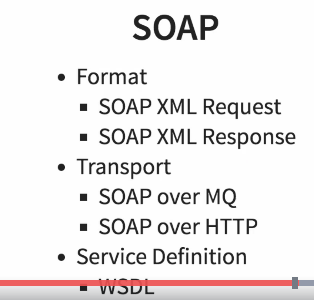 SOAP
• Format
▪ SOAP XML Request
▪ SOAP XML Response
• Transport
▪ SOAP over MQ
▪ SOAP over HTTP
• Service Definition
▪ WSDL